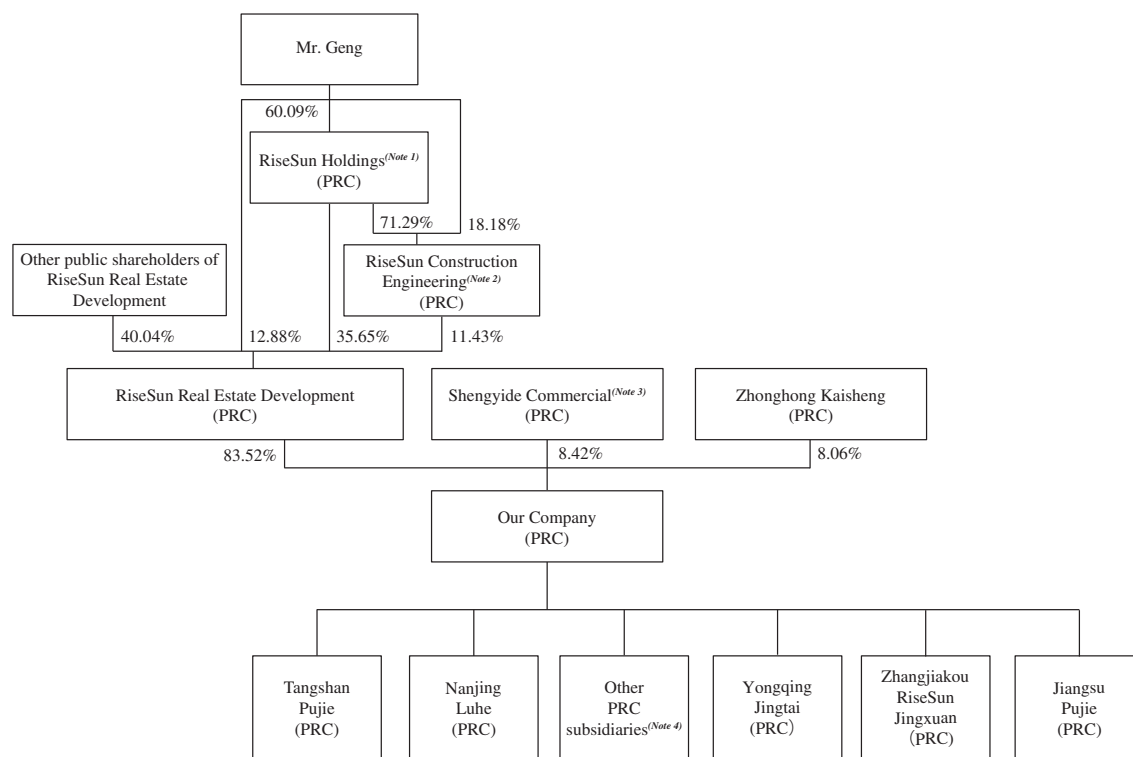 Mr. Geng
60.09%
RiseSun Holdings(Note 1)
(PRC)
71.29%
18.18%
Other public shareholders of
RiseSun Real Estate
Development
RiseSun Construction
Engineering(Note 2)
(PRC)
40.04%
12.88%
35.65%
11.43%
RiseSun Real Estate Development
(PRC)
Shengyide Commercial(Note 3)
(PRC)
Zhonghong Kaisheng
(PRC)
83.52%
8.42%
8.06%
Our Company
(PRC)
Tangshan
Pujie
(PRC)
Nanjing
Luhe
(PRC)
Other
PRC
subsidiaries(Note 4)
Yongqing
Jingtai
(PRC）
Zhangjiakou
RiseSun
Jingxuan
（PRC)
Jiangsu
Pujie
(PRC)